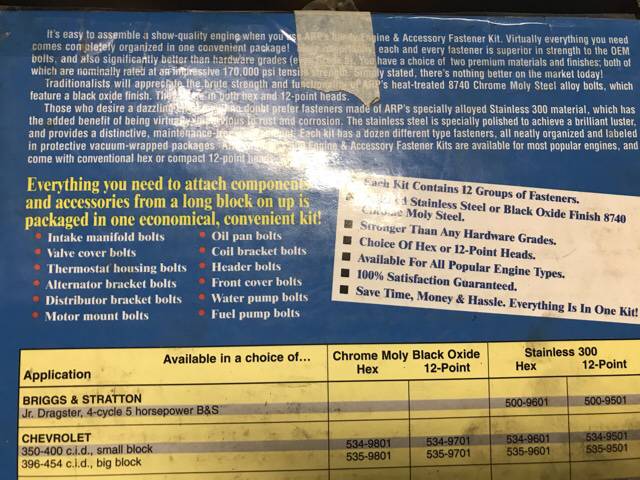 It's easy to assemble a show-quality engine when you use ARP's Engine & Accessory Fastener Kit. Virtually everything you need
comes completely organized in one convenient package! each and every fastener is superior in strength to the OEM
bolts, and also significantly better than hardware grades You have a choice of two premium materials and finishes; both of
which are nominally rated at an impressive 170,000 psi tensile strength. Simply stated, there's nothing better on the market today!
Traditionalists will appreciate the brute strength and of ARP's heat-treated 8740 Chrome Moly Steel alloy bolts, which
feature a black oxide finish. in both hex and 12-point heads.
Those who desire a dazzling doubt prefer fasteners made of ARP's specially alloyed Stainless 300 material, which has
the added benefit of being virtually impervious to rust and corrosion. The stainless steel is specially polished to achieve a brilliant luster,
and provides a distinctive, maintenance-free Each kit has a dozen different type fasteners, all neatly organized and labeled
in protective vacuum-wrapped packages. Engine & Accessory Fastener Kits are available for most popular engines, and
come with conventional hex or compact 12-point heads.
Everything you need to attach components
and accessories from a long block on up is
packaged in one economical, convenient kit!
• Intake manifold bolts
• Valve cover bolts
• Thermostat housing bolts
• Alternator bracket bolts
• Distributor bracket bolts
• Motor mount bolts
• Oil pan bolts
• Coil bracket bolts
• Header bolts
• Front cover bolts
• Water pump bolts
• Fuel pump bolts
Each Kit Contains 12 Groups of Fasteners.
Stainless Steel or Black Oxide Finish 8740
Chrome Moly Steel.
■ Stronger Than Any Hardware Grades.
■ Choice Of Hex or 12-Point Heads.
■ Available For All Popular Engine Types.
■ 100% Satisfaction Guaranteed.
■ Save Time, Money & Hassle. Everything Is In One Kit!
Available in a choice of... Chrome Moly Black Oxide Stainless 300
Application Hex 12-Point Hex 12-Point
BRIGGS & STRATTON
Jr. Dragster, 4-cycle 5 horsepower B&S 500-9601 500-9501
CHEVROLET
350-400 c.i.d., small block 534-9801 534-9701 534-9601 534-9501
396-454 c.i.d., big block 535-9801 535-9701 535-9601 535-9501